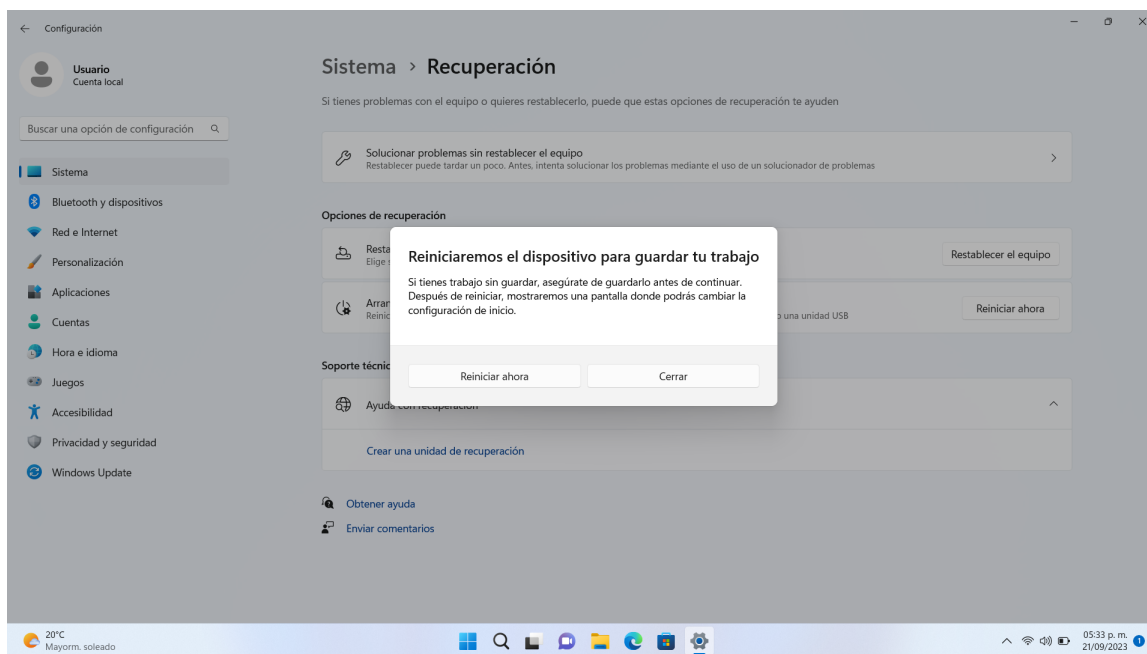 Configuración
Usuario
Cuenta local
Buscar una opción de configuración
Sistema
Bluetooth y dispositivos
Red e Internet
Personalización
Aplicaciones
Cuentas
Hora e idioma
Juegos
Accesibilidad
Privacidad y seguridad
Windows Update
Sistema > Recuperación
Si tienes problemas con el equipo o quieres restablecerlo, puede que estas opciones de recuperación te ayuden
Solucionar problemas sin restablecer el equipo
Restablecer puede tardar un poco. Antes, intenta solucionar los problemas mediante el uso de un solucionador de problemas
Opciones de recuperación
Elige
Restablecer el equipo
una unidad USB
Reiniciar ahora
Reiniciaremos el dispositivo para guardar tu trabajo
Si tienes trabajo sin guardar, asegúrate de guardarlo antes de continuar.
Después de reiniciar, mostraremos una pantalla donde podrás cambiar la
configuración de inicio.
Reiniciar ahora Cerrar
Soporte
Ayuda con recuperación
Crear una unidad de recuperación
Obtener ayuda
Enviar comentarios
20°C
Mayorm. soleado
05:33 p. m.
21/09/2023
1